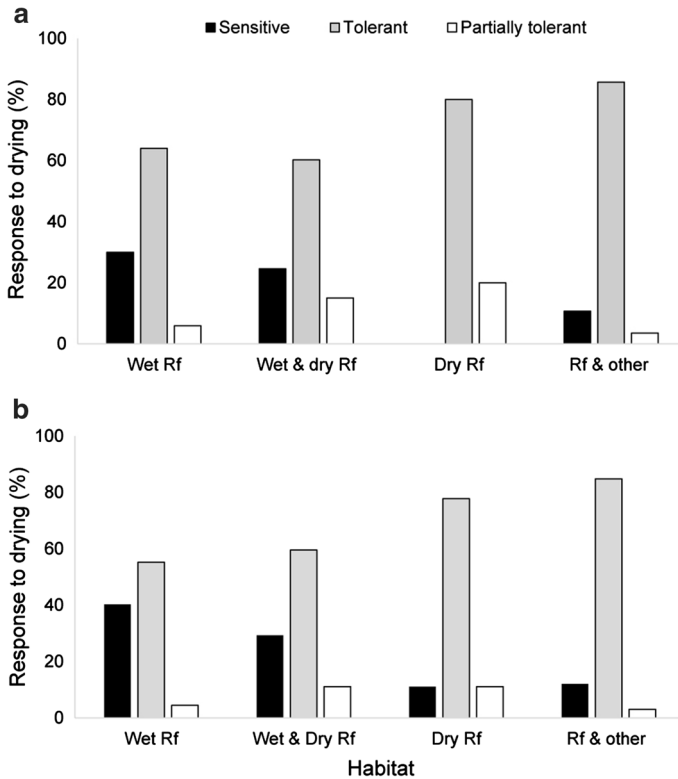 a
Sensitive Tolerant Partially tolerant
Response to drying (%)
100
80
60
40
20
0
Wet Rf Wet & dry Rf Dry Rf Rf & other
b
Response to drying (%)
100
80
60
40
20
0
Wet Rf Wet & Dry Rf Dry Rf Rf & other
Habitat